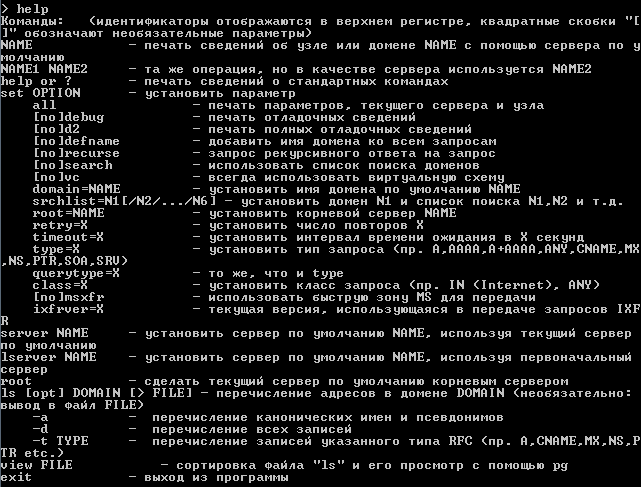 > help
Команды:   (идентификаторы отображаются в верхнем регистре, квадратные скобки "[
]" обозначают необязательные параметры)
NAME            - печать сведений об узле или домене NAME с помощью сервера по у
молчанию
NAME1 NAME2     - та же операция, но в качестве сервера используется NAME2
help or ?       - печать сведений о стандартных командах
set OPTION      - установить параметр
    all                 - печать параметров, текущего сервера и узла
    [no]debug           - печать отладочных сведений
    [no]d2              - печать полных отладочных сведений
    [no]defname         - добавить имя домена ко всем запросам
    [no]recurse         - запрос рекурсивного ответа на запрос
    [no]search          - использовать список поиска доменов
    [no]vc              - всегда использовать виртуальную схему
    domain=NAME         - установить имя домена по умолчанию NAME
    srchlist=N1[/N2/.../N6] - установить домен N1 и список поиска N1,N2 и т.д.
    root=NAME           - установить корневой сервер NAME
    retry=X             - установить число повторов X
    timeout=X           - установить интервал времени ожидания в X секунд
    type=X              - установить тип запроса (пр. A,AAAA,A+AAAA,ANY,CNAME,MX
,NS,PTR,SOA,SRV)
    querytype=X         - то же, что и type
    class=X             - установить класс запроса (пр. IN (Internet), ANY)
    [no]msxfr           - использовать быструю зону MS для передачи
    ixfrver=X           - текущая версия, использующаяся в передаче запросов IXF
R
server NAME     - установить сервер по умолчанию NAME, используя текущий сервер
по умолчанию
lserver NAME    - установить сервер по умолчанию NAME, используя первоначальный
сервер
root            - сделать текущий сервер по умолчанию корневым сервером
ls [opt] DOMAIN [> FILE] - перечисление адресов в домене DOMAIN (необязательно:
вывод в файл FILE)
    -a          -  перечисление канонических имен и псевдонимов
    -d          -  перечисление всех записей
    -t TYPE     -  перечисление записей указанного типа RFC (пр. A,CNAME,MX,NS,P
TR etc.)
view FILE           - сортировка файла "ls" и его просмотр с помощью pg
exit            - выход из программы